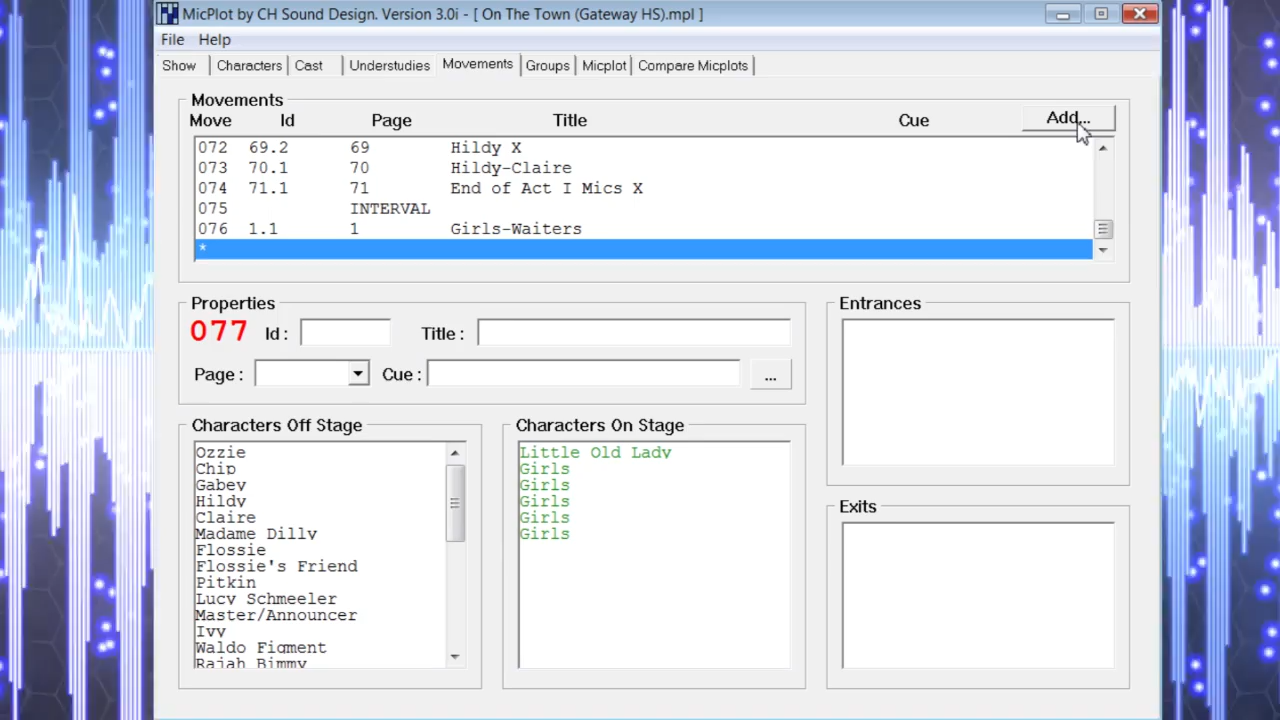 MicPlot by CH Sound Design. Version 3.0i - [ On The Town (Gateway HS).mpl ]
File Help
Show Characters Cast Understudies Movements Groups Micplot Compare Micplots
Movements
Move Id Page Title Cue Add...
072 69.2 69 Hildy X
073 70.1 70 Hildy-Claire
074 71.1 71 End of Act I Mics X
075 INTERVAL
076 1.1 1 Girls-Waiters
*
Properties
077 Id : Title :
Page : Cue : ...
Entrances
Characters Off Stage
Ozzie
Chip
Gabey
Hildy
Claire
Madame Dilly
Flossie
Flossie's Friend
Pitkin
Lucy Schmeeler
Master/Announcer
Ivy
Waldo Figment
Rajah Bimmy
Characters On Stage
Little Old Lady
Girls
Girls
Girls
Girls
Girls
Exits